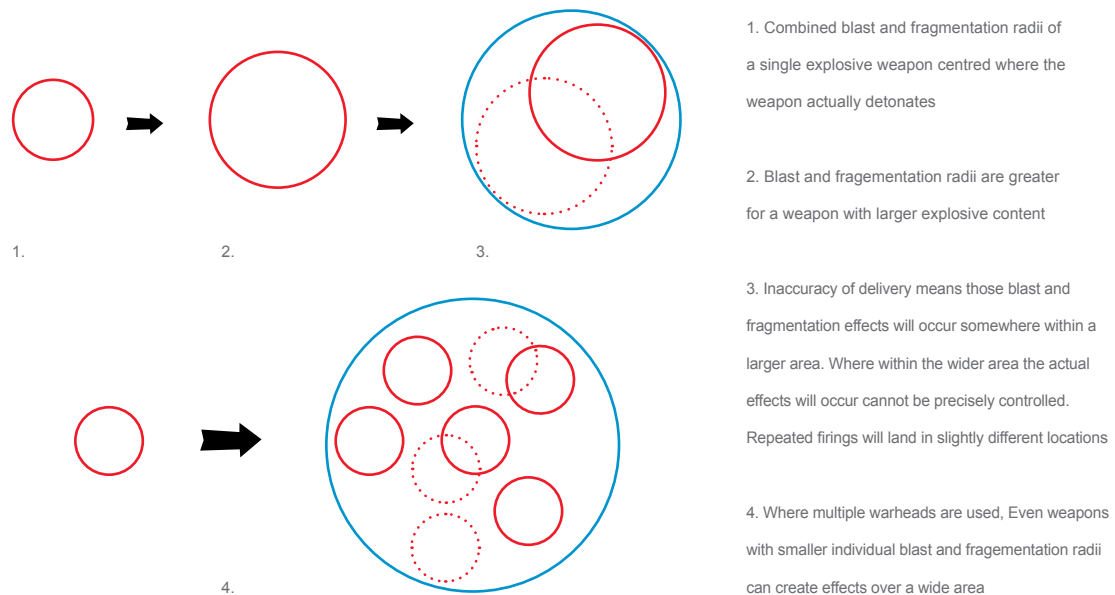 1. Combined blast and fragmentation radii of
a single explosive weapon centred where the
weapon actually detonates
2. Blast and fragementation radii are greater
for a weapon with larger explosive content
1.
2.
3.
3. Inaccuracy of delivery means those blast and
fragmentation effects will occur somewhere within a
larger area. Where within the wider area the actual
effects will occur cannot be precisely controlled.
Repeated firings will land in slightly different locations
4. Where multiple warheads are used, Even weapons
with smaller individual blast and fragementation radii
can create effects over a wide area
4.